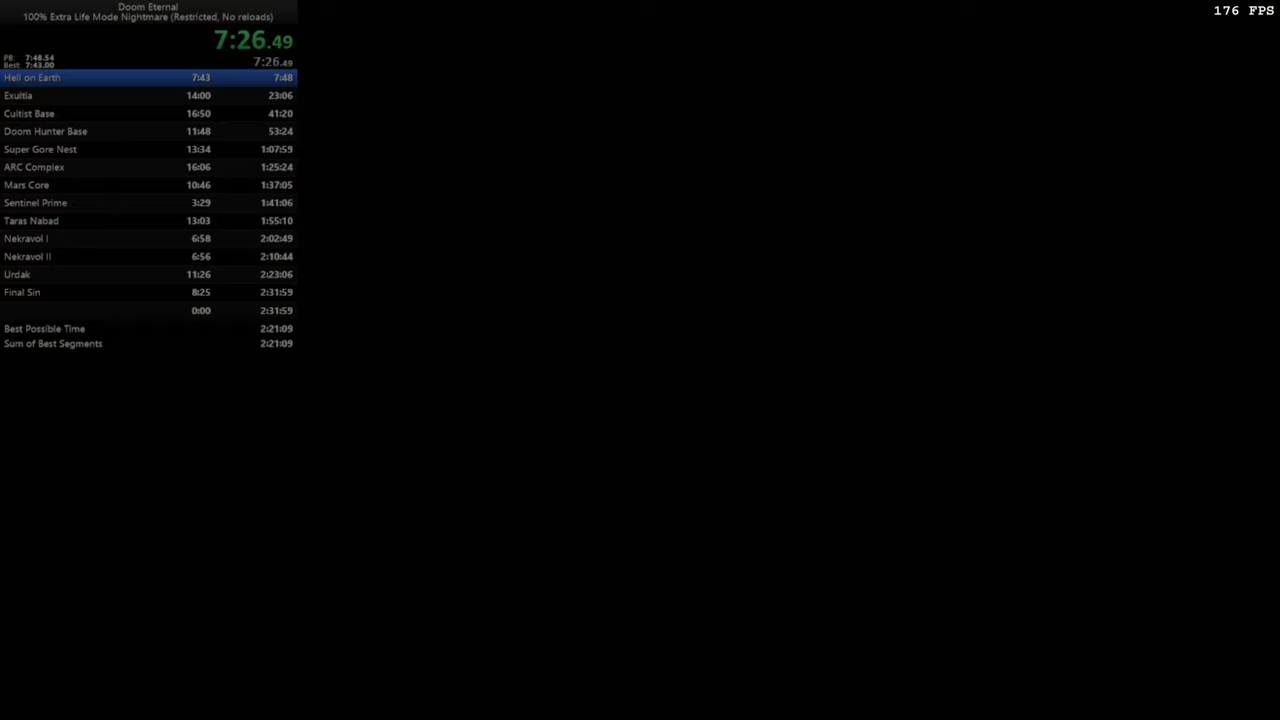 Doom Eternal
100% Extra Life Mode Nightmare (Restricted, No reloads)
176 FPS
7:26.49
PB: 7:48.54
Best: 7:43.00
7:26.49
Hell on Earth 7:43 7:48
Exultia 14:00 23:06
Cultist Base 16:50 41:20
Doom Hunter Base 11:48 53:24
Super Gore Nest 13:34 1:07:59
ARC Complex 16:06 1:25:24
Mars Core 10:46 1:37:05
Sentinel Prime 3:29 1:41:06
Taras Nabad 13:03 1:55:10
Nekravol I 6:58 2:02:49
Nekravol II 6:56 2:10:44
Urdak 11:26 2:23:06
Final Sin 8:25 2:31:59
0:00 2:31:59
Best Possible Time 2:21:09
Sum of Best Segments 2:21:09